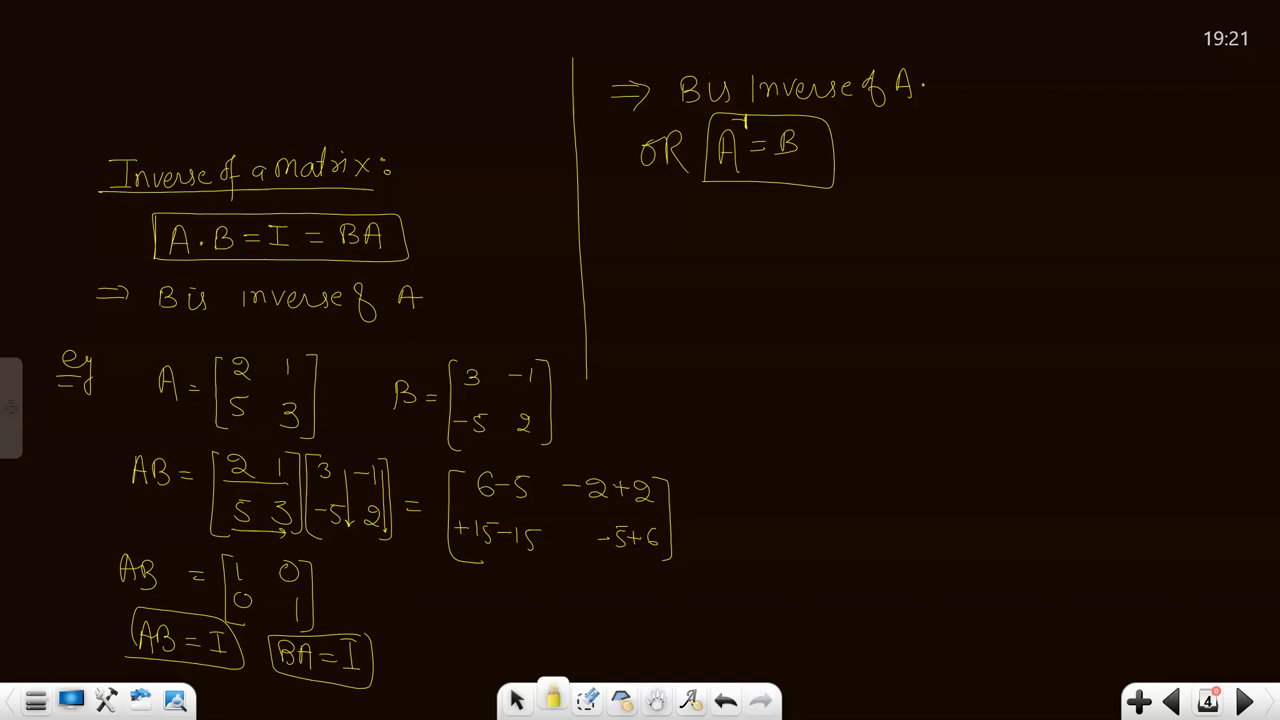 19:21
Inverse of a matrix:
A · B = I = BA
⇒ B is inverse of A
eg A = [2 1; 5 3] B = [3 -1; -5 2]
AB = [2 1; 5 3] [3 -1; -5 2] = [6-5 -2+2; +15-15 -5+6]
AB = [1 0; 0 1]
AB = I BA = I
⇒ B is Inverse of A.
OR A⁻¹ = B
4
0